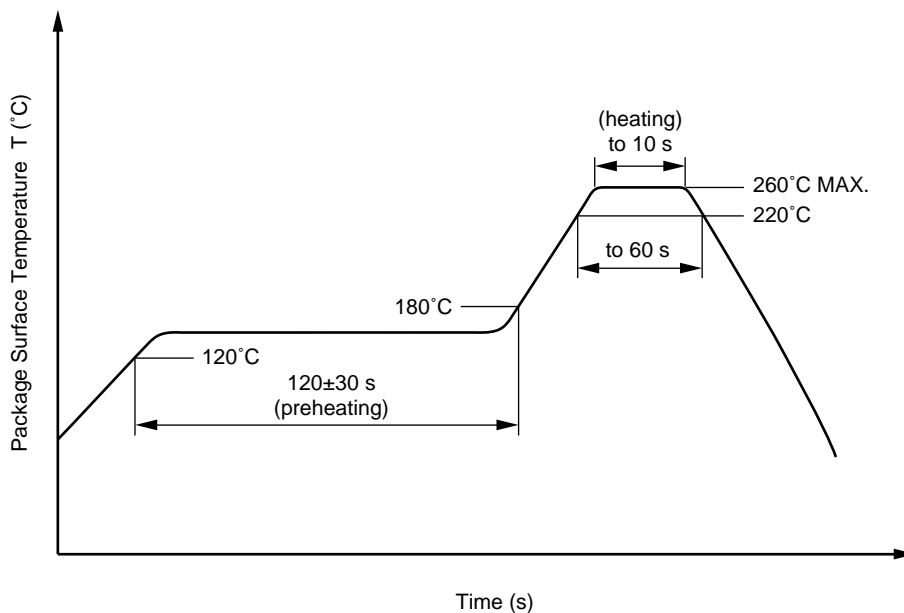 Package Surface Temperature T (˚C)
(heating)
to 10 s
260˚C MAX.
220˚C
to 60 s
180˚C
120˚C
120±30 s
(preheating)
Time (s)